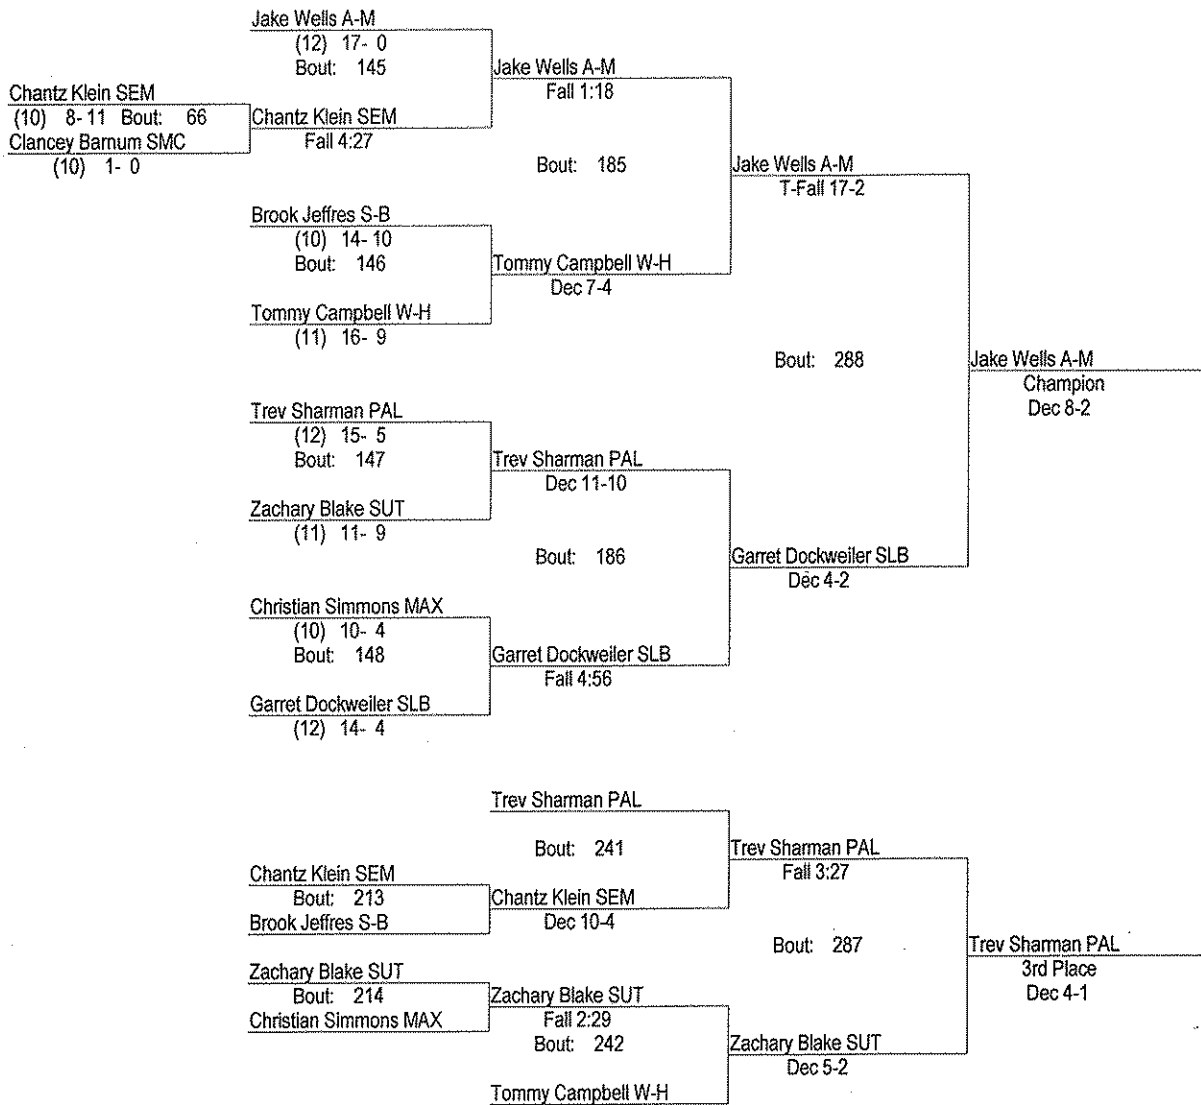 Jake Wells A-M
(12) 17- 0
Bout: 145
Jake Wells A-M
Fall 1:18
Chantz Klein SEM
(10) 8- 11 Bout: 66
Clancey Barnum SMC
(10) 1- 0
Chantz Klein SEM
Fall 4:27
Bout: 185
Jake Wells A-M
T-Fall 17-2
Brook Jeffres S-B
(10) 14- 10
Bout: 146
Tommy Campbell W-H
Dec 7-4
Tommy Campbell W-H
(11) 16- 9
Bout: 288
Jake Wells A-M
Champion
Dec 8-2
Trev Sharman PAL
(12) 15- 5
Bout: 147
Trev Sharman PAL
Dec 11-10
Zachary Blake SUT
(11) 11- 9
Bout: 186
Garret Dockweiler SLB
Dec 4-2
Christian Simmons MAX
(10) 10- 4
Bout: 148
Garret Dockweiler SLB
Fall 4:56
Garret Dockweiler SLB
(12) 14- 4
Trev Sharman PAL
Bout: 241
Trev Sharman PAL
Fall 3:27
Chantz Klein SEM
Bout: 213
Brook Jeffres S-B
Chantz Klein SEM
Dec 10-4
Bout: 287
Trev Sharman PAL
3rd Place
Dec 4-1
Zachary Blake SUT
Bout: 214
Christian Simmons MAX
Zachary Blake SUT
Fall 2:29
Bout: 242
Zachary Blake SUT
Dec 5-2
Tommy Campbell W-H